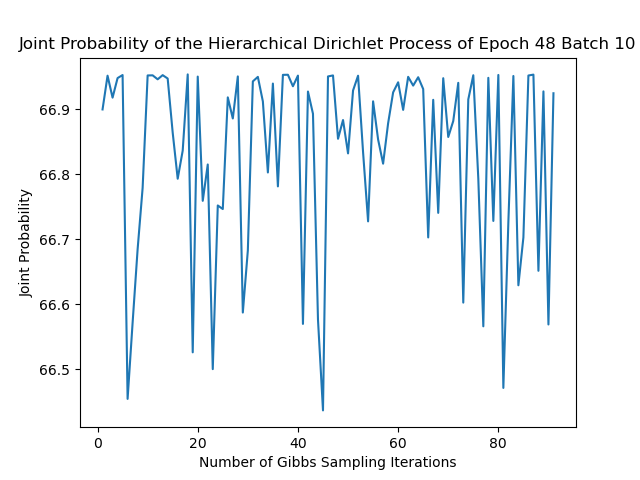 Joint Probability of the Hierarchical Dirichlet Process of Epoch 48 Batch 10
66.9
66.8
66.7
66.6
66.5
Joint Probability
0 20 40 60 80
Number of Gibbs Sampling Iterations